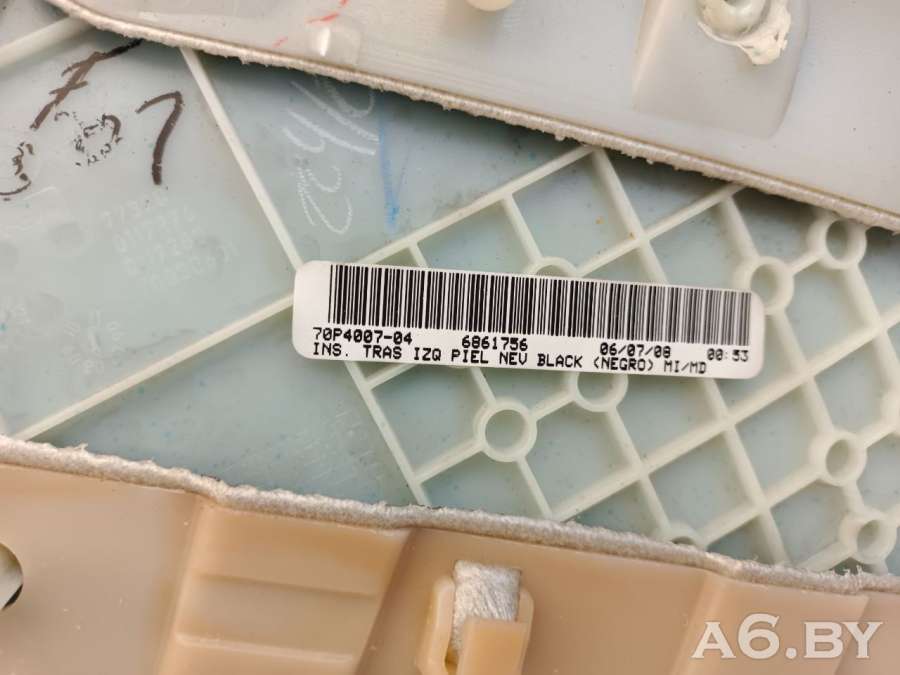 2296
70P4007-04 6861756 06/07/08 00:53
INS. TRAS IZQ PIEL NEV BLACK (NEGRO) MI/MD
A6.BY